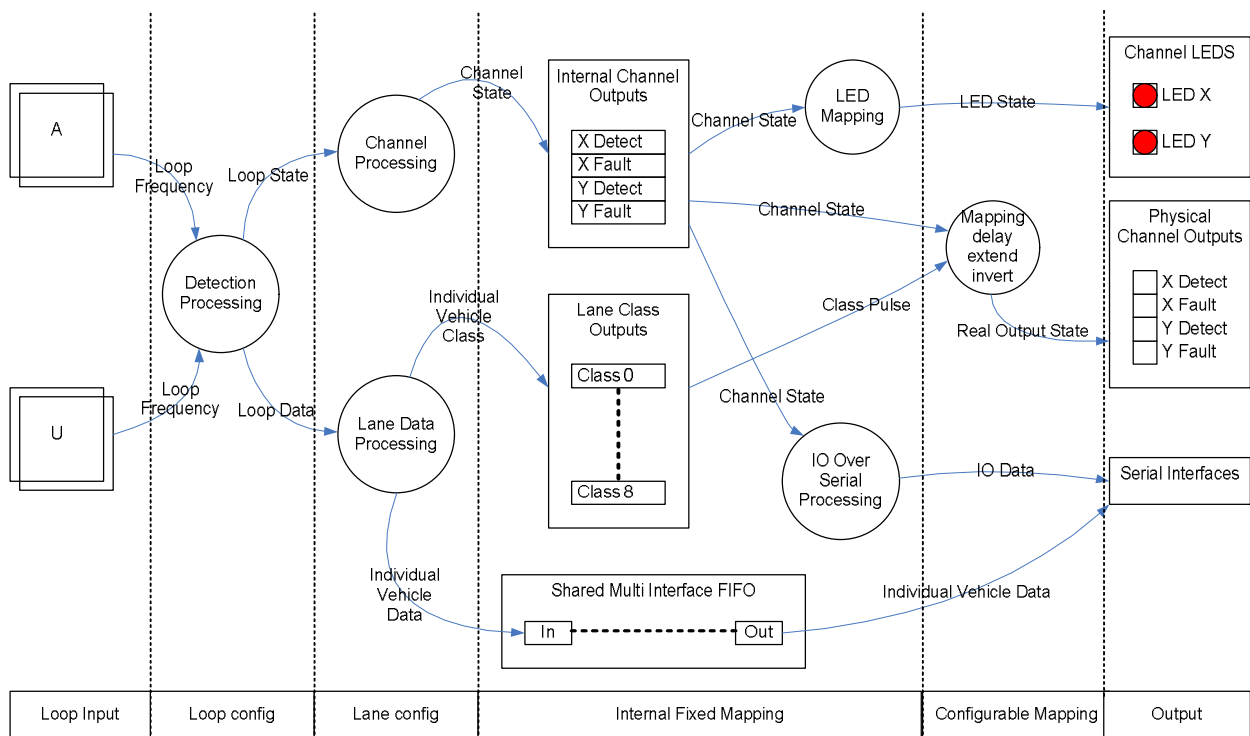 A
U
Loop
Frequency
Loop
Frequency
Detection
Processing
Loop State
Loop Data
Channel
Processing
Lane Data
Processing
Channel
State
Individual
Vehicle
Class
Individual
Vehicle
Data
Internal Channel
Outputs
X Detect
X Fault
Y Detect
Y Fault
Lane Class
Outputs
Class 0
Class 8
Shared Multi Interface FIFO
In
Out
Channel State
LED
Mapping
LED State
Channel State
Mapping
delay
extend
invert
Class Pulse
Real Output State
Channel State
IO Over
Serial
Processing
IO Data
Individual Vehicle Data
Channel LEDS
LED X
LED Y
Physical
Channel Outputs
X Detect
X Fault
Y Detect
Y Fault
Serial Interfaces
Loop Input
Loop config
Lane config
Internal Fixed Mapping
Configurable Mapping
Output